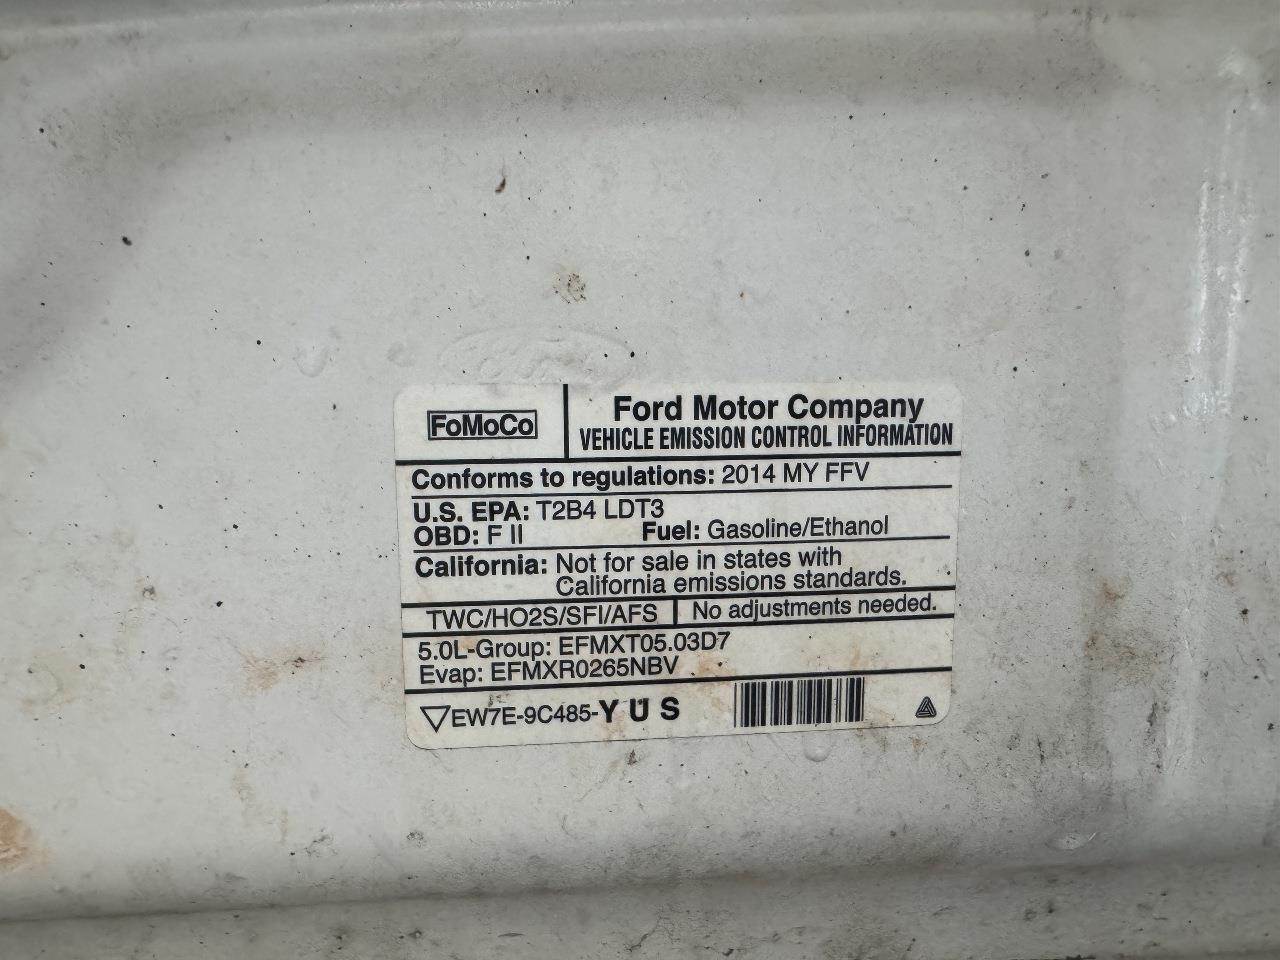 FoMoCo
Ford Motor Company
VEHICLE EMISSION CONTROL INFORMATION
Conforms to regulations: 2014 MY FFV
U.S. EPA: T2B4 LDT3
OBD: F II Fuel: Gasoline/Ethanol
California: Not for sale in states with
California emissions standards.
TWC/HO2S/SFI/AFS No adjustments needed.
5.0L-Group: EFMXT05.03D7
Evap: EFMXR0265NBV
EW7E-9C485-Y U S